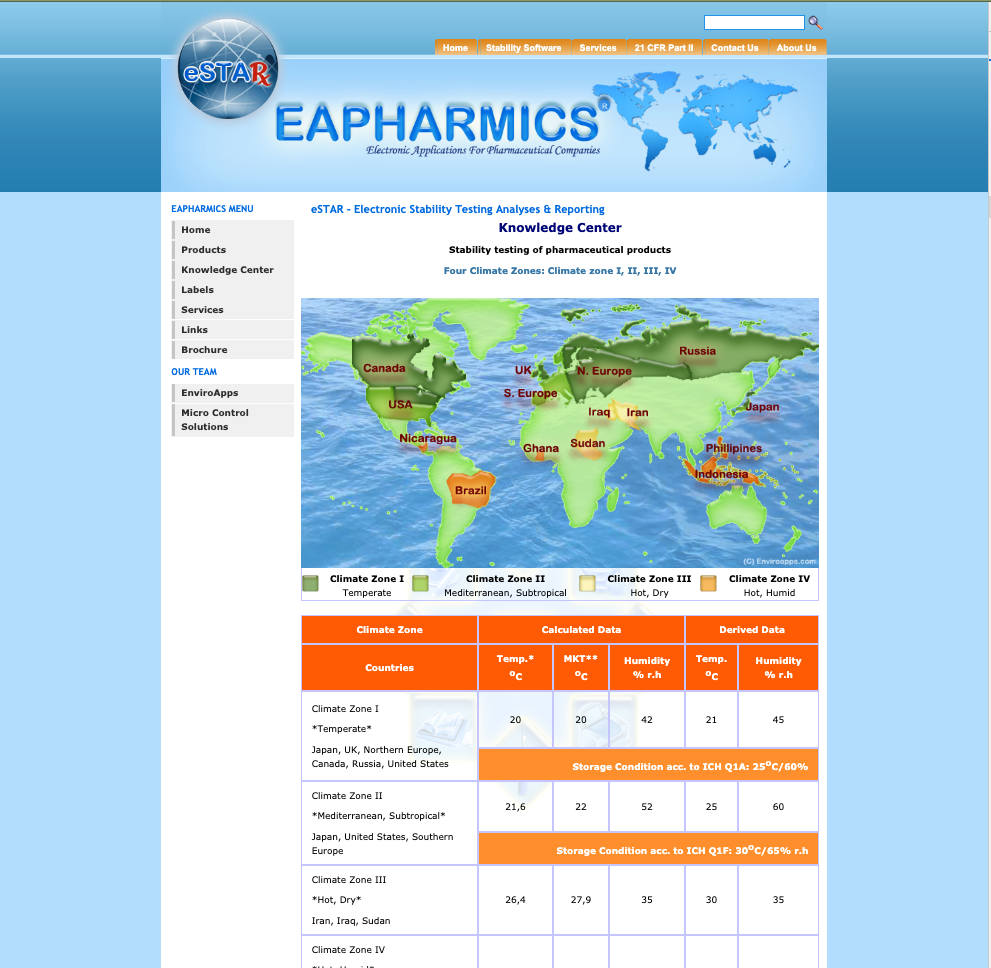 Home
Stability Software
Services
21 CFR Part II
Contact Us
About Us
eSTAR
EAPHARMICS®
Electronic Applications For Pharmaceutical Companies
EAPHARMICS MENU
Home
Products
Knowledge Center
Labels
Services
Links
Brochure
OUR TEAM
EnviroApps
Micro Control
Solutions
eSTAR - Electronic Stability Testing Analyses & Reporting
Knowledge Center
Stability testing of pharmaceutical products
Four Climate Zones: Climate zone I, II, III, IV
Canada
USA
Nicaragua
Brazil
UK
N. Europe
S. Europe
Russia
Iraq
Iran
Japan
Ghana
Sudan
Phillipines
Indonesia
(C) Enviroapps.com
Climate Zone I
Temperate
Climate Zone II
Mediterranean, Subtropical
Climate Zone III
Hot, Dry
Climate Zone IV
Hot, Humid
Climate Zone
Calculated Data
Derived Data
Countries
Temp.*
ºC
MKT**
ºC
Humidity
% r.h
Temp.
ºC
Humidity
% r.h
Climate Zone I
*Temperate*
Japan, UK, Northern Europe,
Canada, Russia, United States
20
20
42
21
45
Storage Condition acc. to ICH Q1A: 25ºC/60%
Climate Zone II
*Mediterranean, Subtropical*
Japan, United States, Southern
Europe
21,6
22
52
25
60
Storage Condition acc. to ICH Q1F: 30ºC/65% r.h
Climate Zone III
*Hot, Dry*
Iran, Iraq, Sudan
26,4
27,9
35
30
35
Climate Zone IV